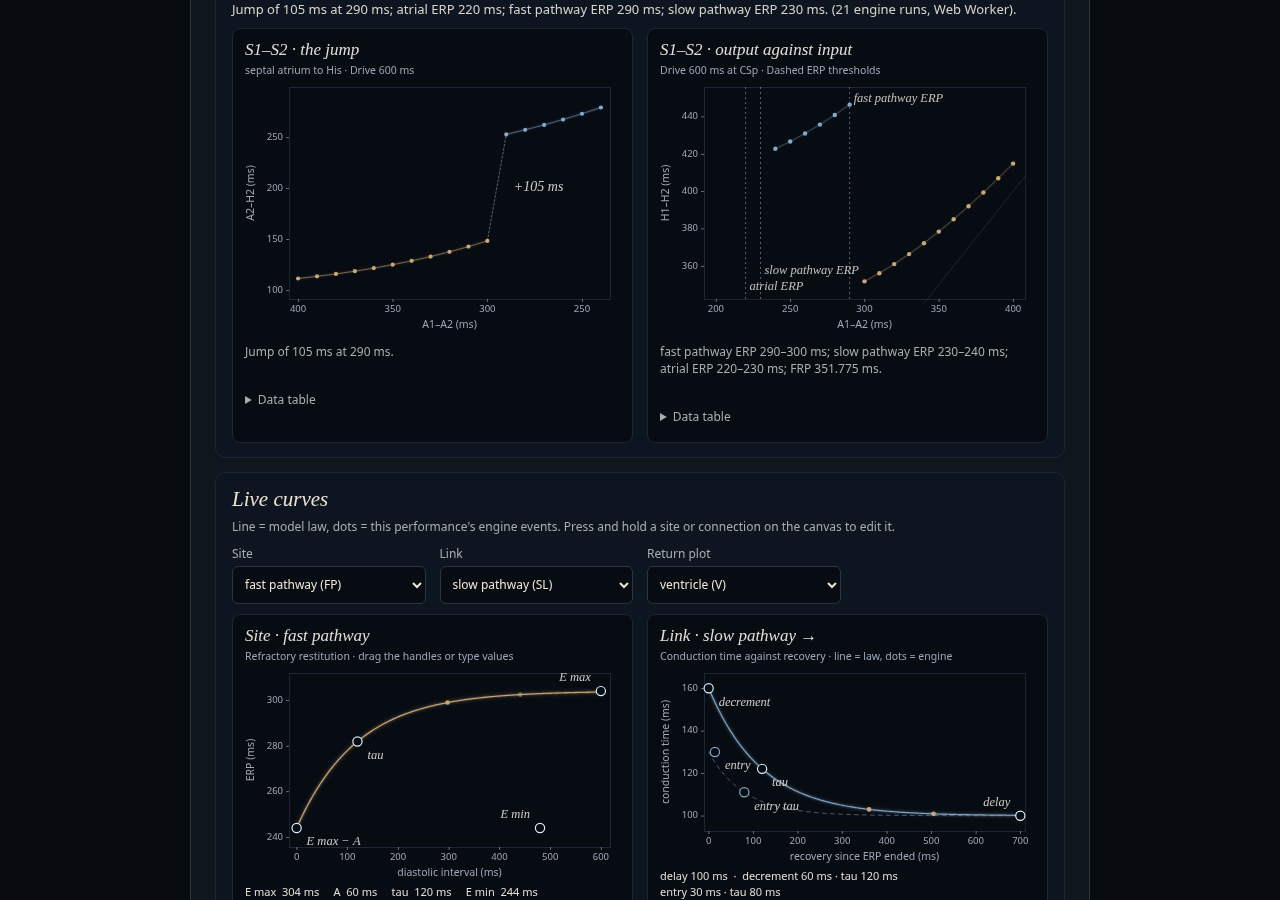 Jump of 105 ms at 290 ms; atrial ERP 220 ms; fast pathway ERP 290 ms; slow pathway ERP 230 ms. (21 engine runs, Web Worker).
S1–S2 · the jump
septal atrium to His · Drive 600 ms
250
200
150
100
A2–H2 (ms)
+105 ms
400
350
300
250
A1–A2 (ms)
Jump of 105 ms at 290 ms.
Data table
S1–S2 · output against input
Drive 600 ms at CSp · Dashed ERP thresholds
440
420
400
380
360
H1–H2 (ms)
fast pathway ERP
slow pathway ERP
atrial ERP
200
250
300
350
400
A1–A2 (ms)
fast pathway ERP 290–300 ms; slow pathway ERP 230–240 ms;
atrial ERP 220–230 ms; FRP 351.775 ms.
Data table
Live curves
Line = model law, dots = this performance's engine events. Press and hold a site or connection on the canvas to edit it.
Site
Link
Return plot
fast pathway (FP)
slow pathway (SL)
ventricle (V)
Site · fast pathway
Refractory restitution · drag the handles or type values
E max
300
280
260
240
ERP (ms)
tau
E min
E max − A
0
100
200
300
400
500
600
diastolic interval (ms)
E max 304 ms A 60 ms tau 120 ms E min 244 ms
Link · slow pathway →
Conduction time against recovery · line = law, dots = engine
160
140
120
100
conduction time (ms)
decrement
entry
tau
entry tau
delay
0
100
200
300
400
500
600
700
recovery since ERP ended (ms)
delay 100 ms · decrement 60 ms · tau 120 ms
entry 30 ms · tau 80 ms